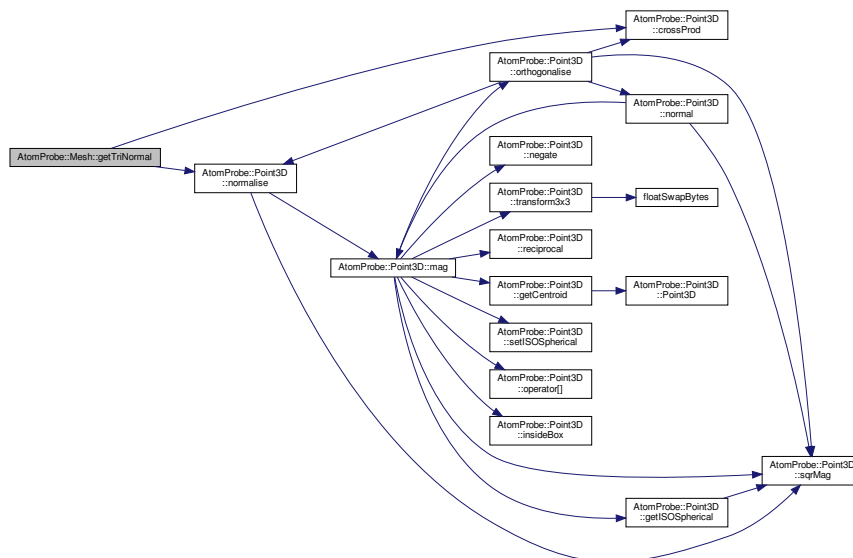 AtomProbe::Point3D
::crossProd
AtomProbe::Point3D
::orthogonalise
AtomProbe::Point3D
::normal
AtomProbe::Mesh::getTriNormal
AtomProbe::Point3D
::negate
AtomProbe::Point3D
::normalise
AtomProbe::Point3D
::transform3x3
floatSwapBytes
AtomProbe::Point3D
::reciprocal
AtomProbe::Point3D::mag
AtomProbe::Point3D
::getCentroid
AtomProbe::Point3D
::Point3D
AtomProbe::Point3D
::setISOSpherical
AtomProbe::Point3D
::operator[]
AtomProbe::Point3D
::insideBox
AtomProbe::Point3D
::sqrMag
AtomProbe::Point3D
::getISOSpherical